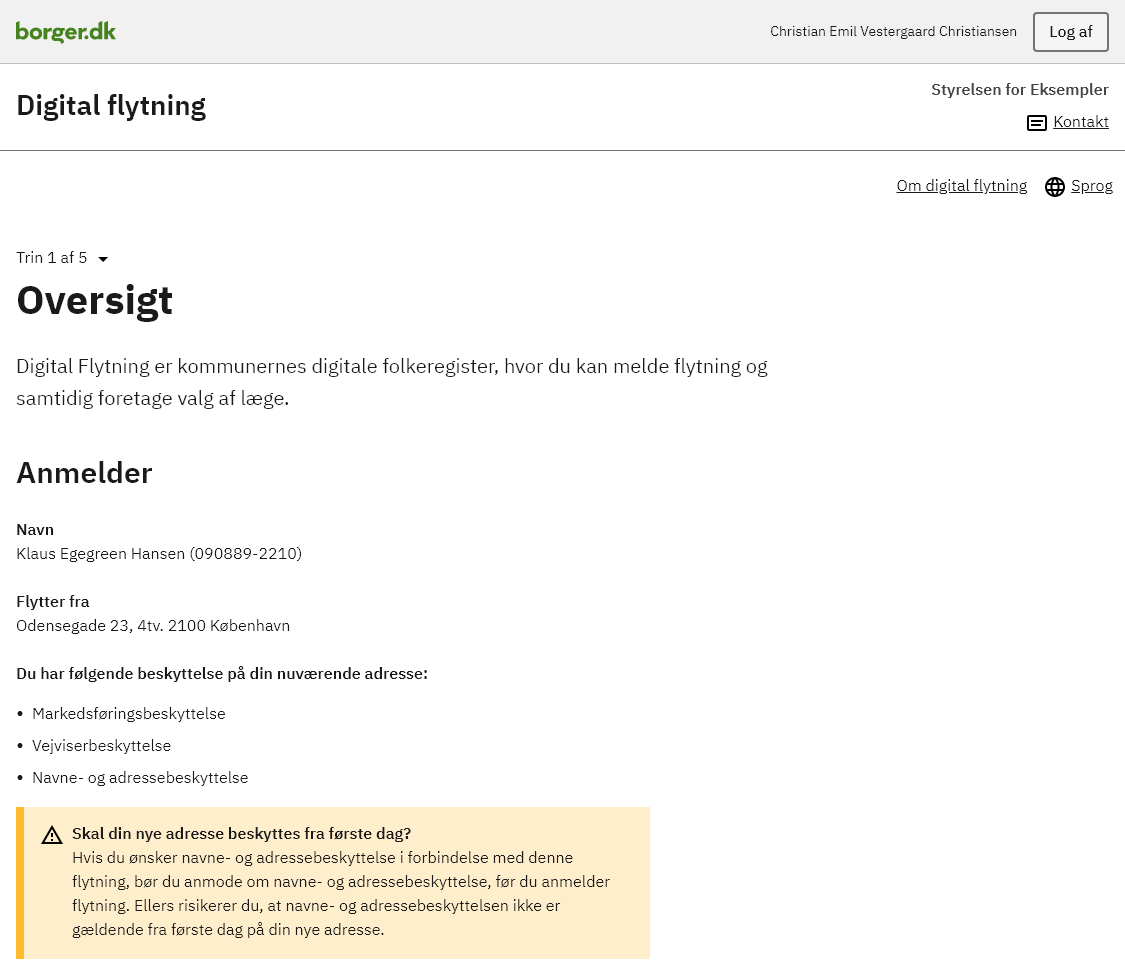 borger.dk
Christian Emil Vestergaard Christiansen
Log af
Digital flytning
Styrelsen for Eksempler
Kontakt
Om digital flytning
Sprog
Trin 1 af 5
Oversigt
Digital Flytning er kommunernes digitale folkeregister, hvor du kan melde flytning og
samtidig foretage valg af læge.
Anmelder
Navn
Klaus Egegreen Hansen (090889-2210)
Flytter fra
Odensegade 23, 4tv. 2100 København
Du har følgende beskyttelse på din nuværende adresse:
• Markedsføringsbeskyttelse
• Vejviserbeskyttelse
• Navne- og adressebeskyttelse
Skal din nye adresse beskyttes fra første dag?
Hvis du ønsker navne- og adressebeskyttelse i forbindelse med denne
flytning, bør du anmode om navne- og adressebeskyttelse, før du anmelder
flytning. Ellers risikerer du, at navne- og adressebeskyttelsen ikke er
gældende fra første dag på din nye adresse.